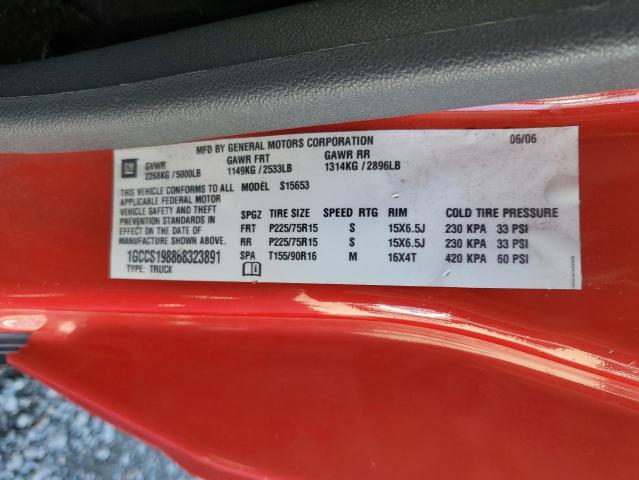 MFD BY GENERAL MOTORS CORPORATION 06/06
GM GVWR GAWR FRT GAWR RR
2268KG / 5000LB 1149KG / 2533LB 1314KG / 2896LB
THIS VEHICLE CONFORMS TO ALL MODEL S15653
APPLICABLE FEDERAL MOTOR
VEHICLE SAFETY AND THEFT
PREVENTION STANDARDS IN
EFFECT ON THE DATE OF
MANUFACTURE SHOWN ABOVE.
1GCCS198868323891
TYPE: TRUCK
SPGZ TIRE SIZE SPEED RTG RIM COLD TIRE PRESSURE
FRT P225/75R15 S 15X6.5J 230 KPA 33 PSI
RR P225/75R15 S 15X6.5J 230 KPA 33 PSI
SPA T155/90R16 M 16X4T 420 KPA 60 PSI